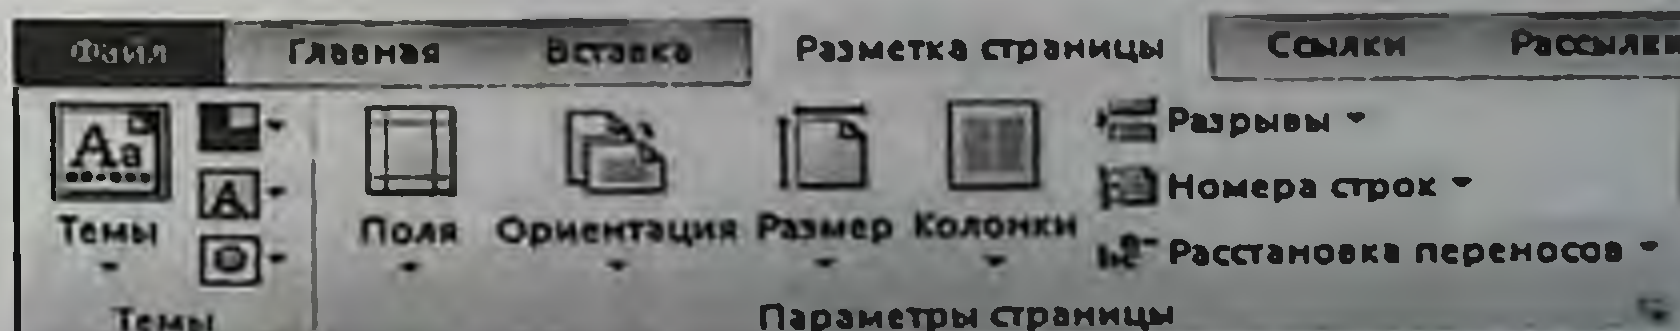 Файл Главная Вставка Разметка страницы Ссылки Рассылки
Разрывы
Номера строк
Темы Поля Ориентация Размер Колонки
Расстановка переносов
Темы Параметры страницы